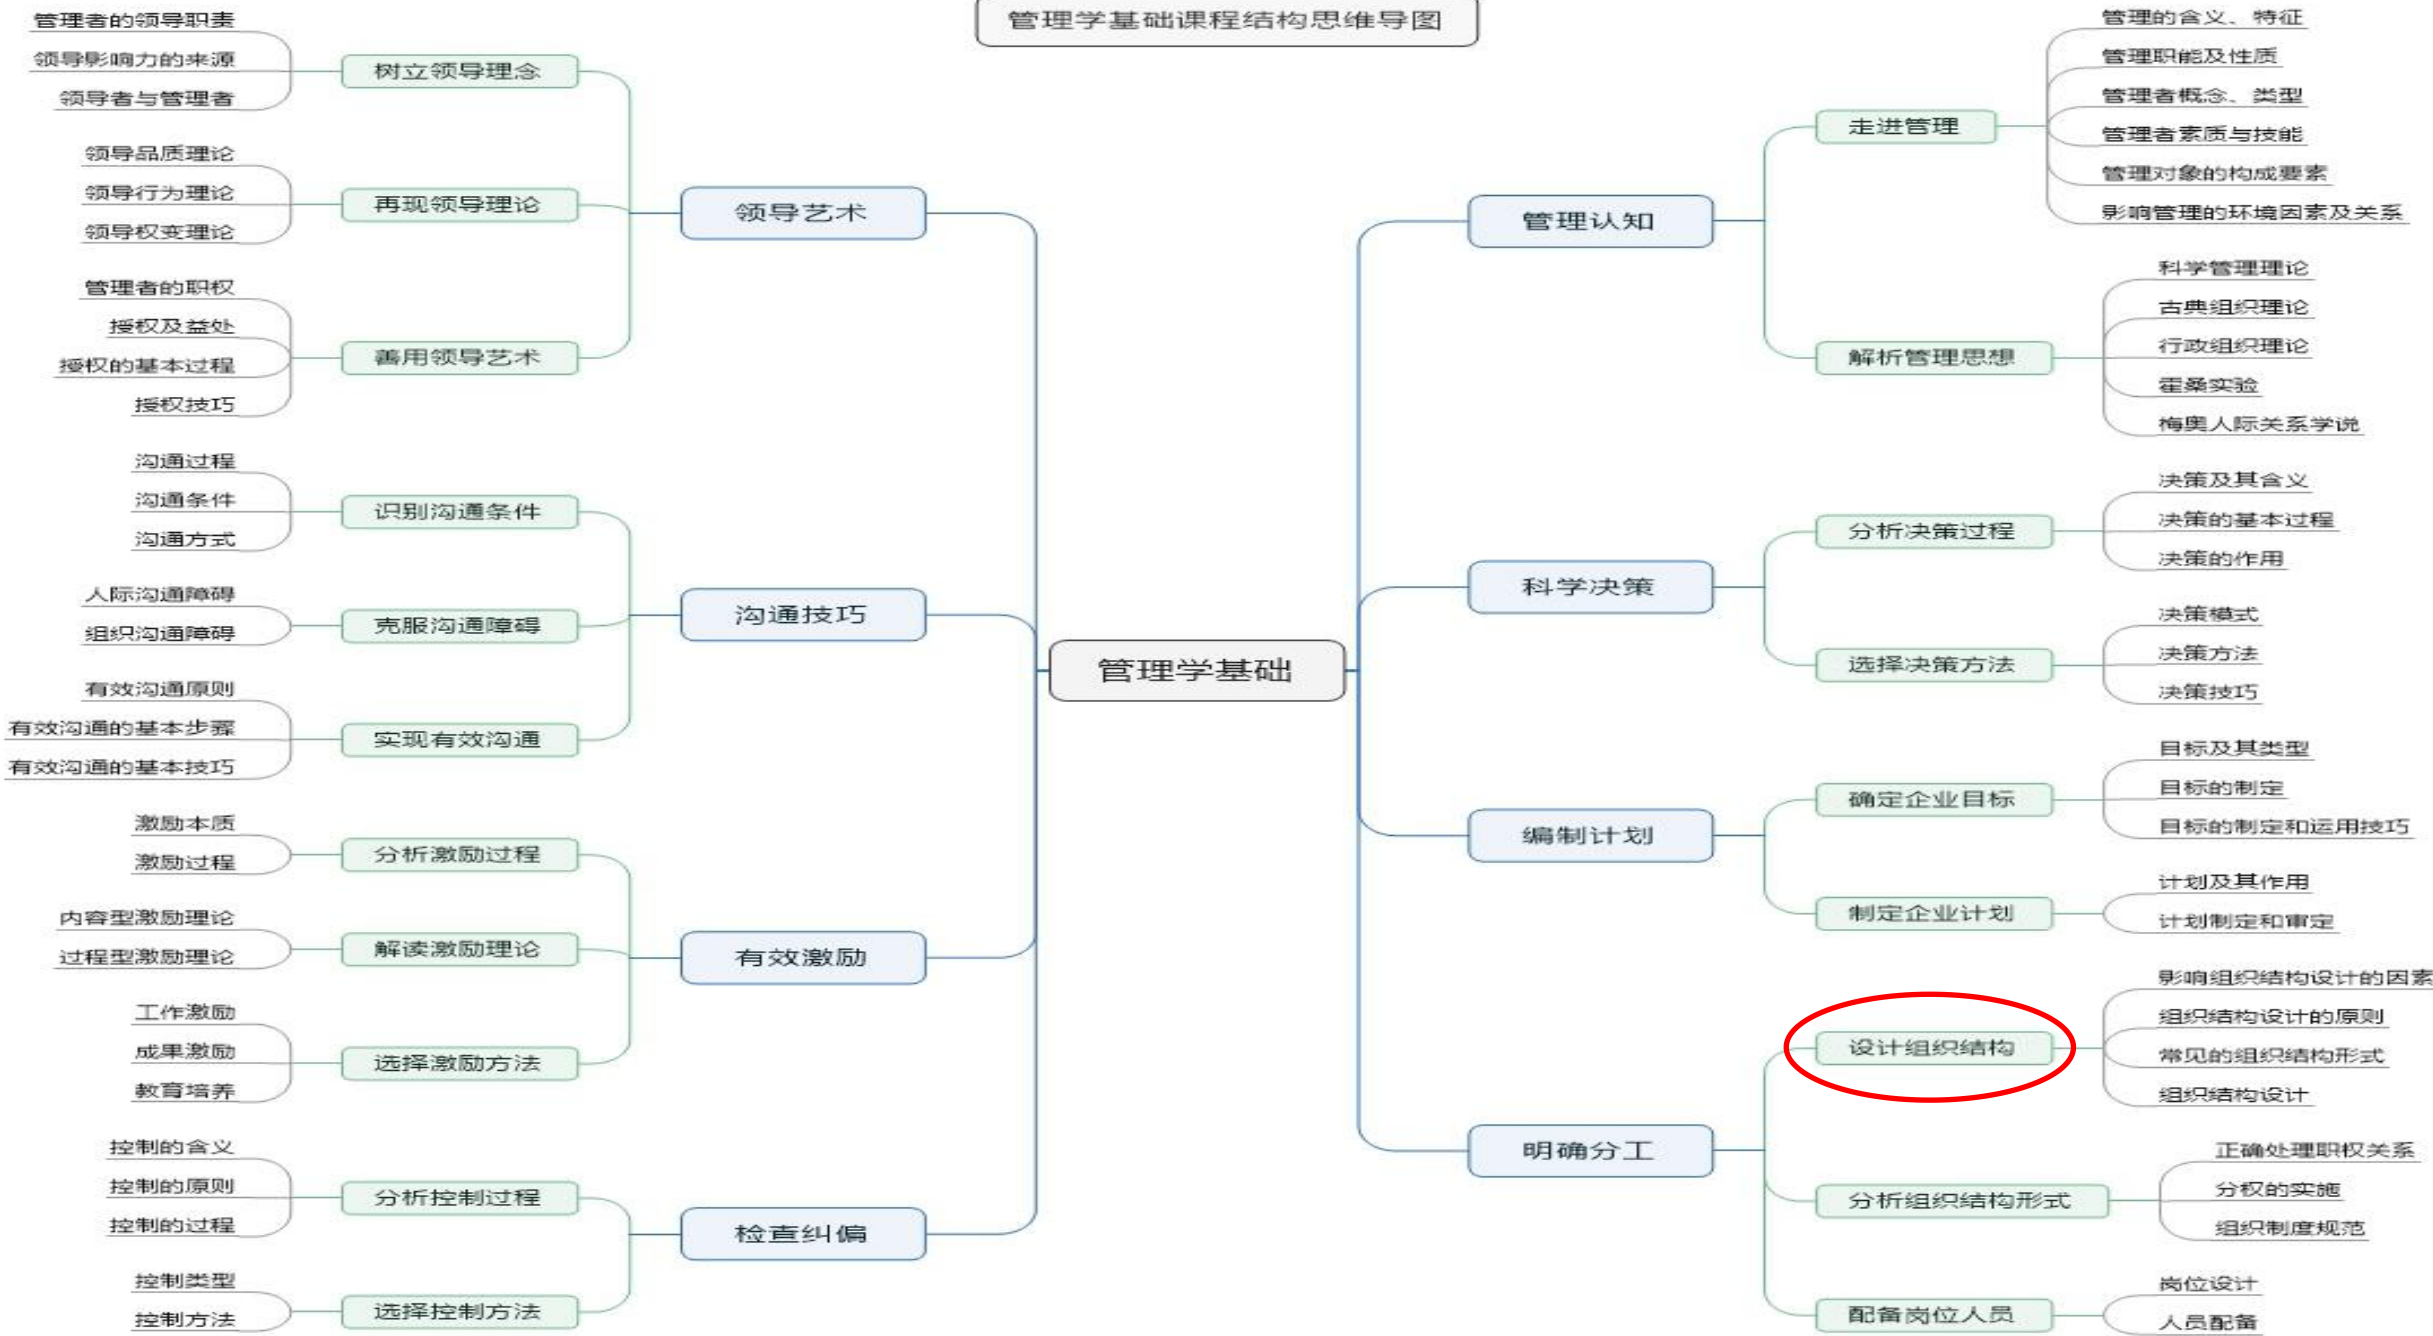 管理学基础课程结构思维导图
管理者的领导职责
领导影响力的来源
领导者与管理者
树立领导理念
领导品质理论
领导行为理论
领导权变理论
再现领导理论
管理者的职权
授权及益处
授权的基本过程
授权技巧
善用领导艺术
领导艺术
沟通过程
沟通条件
沟通方式
识别沟通条件
人际沟通障碍
组织沟通障碍
克服沟通障碍
有效沟通原则
有效沟通的基本步骤
有效沟通的基本技巧
实现有效沟通
沟通技巧
激励本质
激励过程
分析激励过程
内容型激励理论
过程型激励理论
解读激励理论
工作激励
成果激励
教育培养
选择激励方法
有效激励
控制的含义
控制的原则
控制的过程
分析控制过程
控制类型
控制方法
选择控制方法
检查纠偏
管理学基础
管理认知
走进管理
管理的含义、特征
管理职能及性质
管理者概念、类型
管理者素质与技能
管理对象的构成要素
影响管理的环境因素及关系
解析管理思想
科学管理理论
古典组织理论
行政组织理论
霍桑实验
梅奥人际关系学说
科学决策
分析决策过程
决策及其含义
决策的基本过程
决策的作用
选择决策方法
决策模式
决策方法
决策技巧
编制计划
确定企业目标
目标及其类型
目标的制定
目标的制定和运用技巧
制定企业计划
计划及其作用
计划制定和审定
明确分工
设计组织结构
影响组织结构设计的因素
组织结构设计的原则
常见的组织结构形式
组织结构设计
分析组织结构形式
正确处理职权关系
分权的实施
组织制度规范
配备岗位人员
岗位设计
人员配备